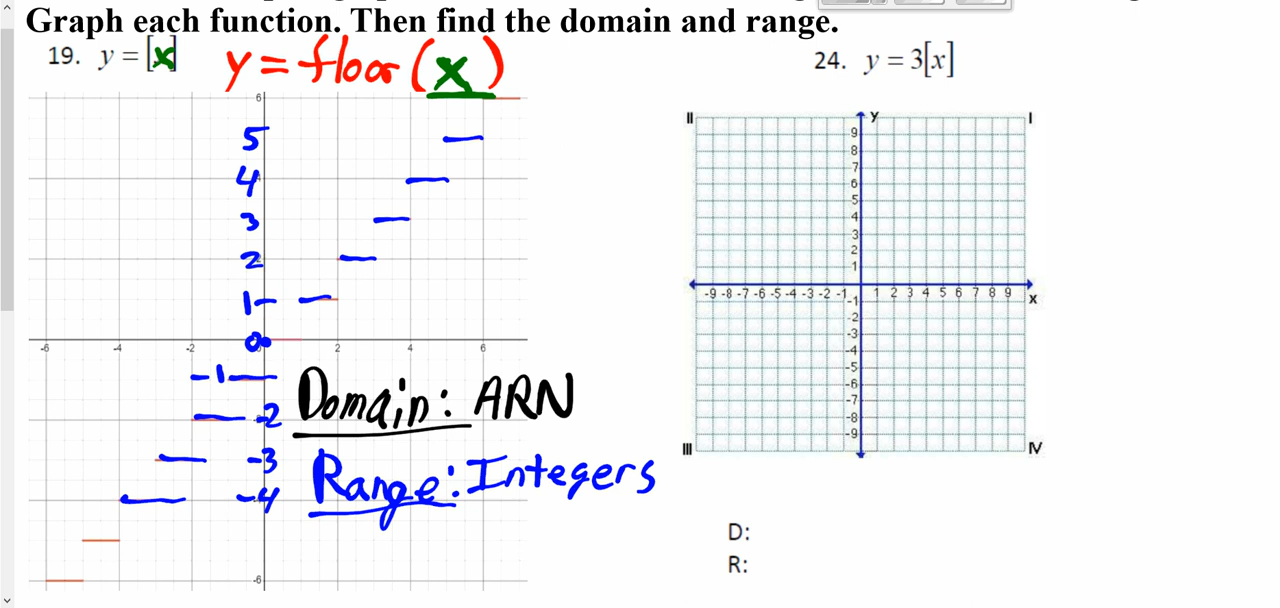 Graph each function. Then find the domain and range.
19. y = [x]
y = floor(x)
24. y = 3[x]
6
5
4
3
2
1
0
-6 -4 -2 2 4 6
-1
-2
-3
-4
-6
Domain: ARN
Range: Integers
II y I
9
8
7
6
5
4
3
2
1
-9 -8 -7 -6 -5 -4 -3 -2 -1 1 2 3 4 5 6 7 8 9 x
-1
-2
-3
-4
-5
-6
-7
-8
-9
III IV
D:
R: